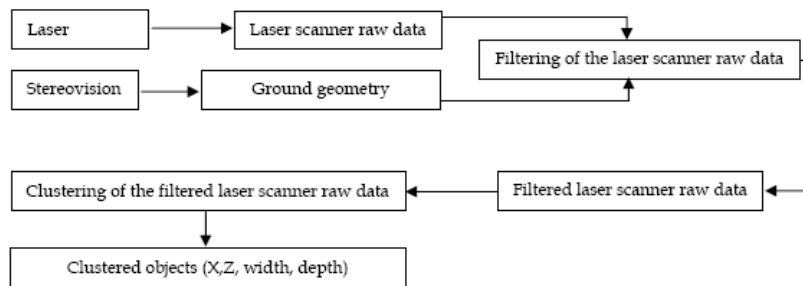 Laser
Laser scanner raw data
Filtering of the laser scanner raw data
Stereovision
Ground geometry
Filtered laser scanner raw data
Clustering of the filtered laser scanner raw data
Clustered objects (X,Z, width, depth)